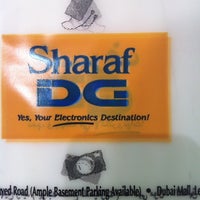 Sharaf
DG
Yes, Your Electronics Destination!
Road (Ample Basement Parking Available) • Dubai Mall,